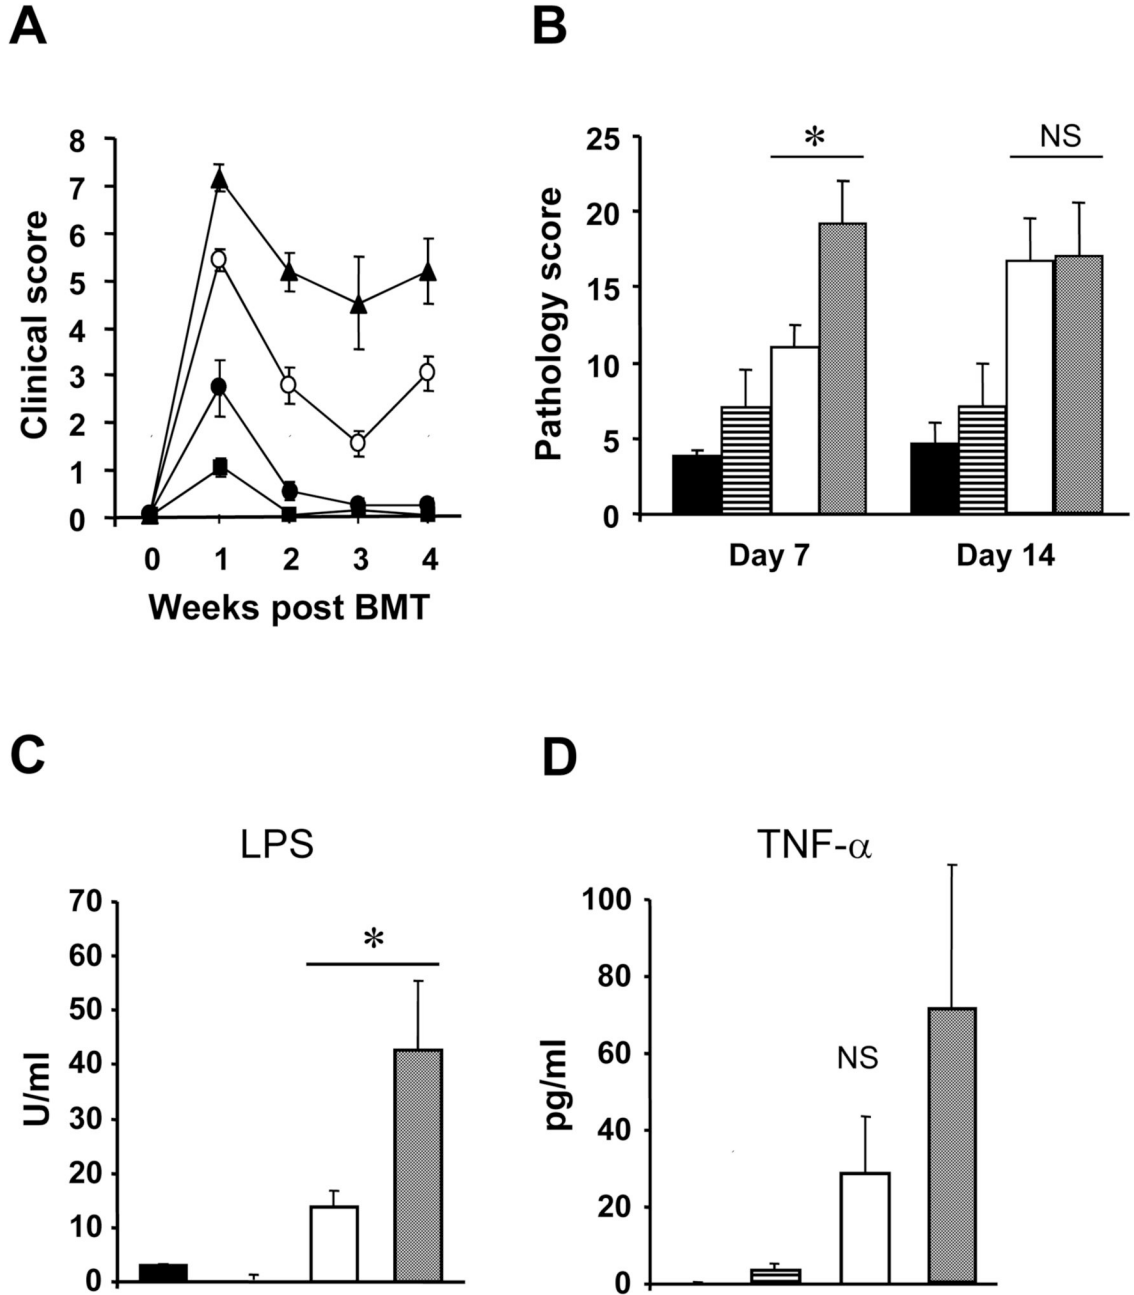 A
8
7
6
5
4
3
2
1
0
Clinical score
0 1 2 3 4
Weeks post BMT
B
25
20
15
10
5
0
Pathology score
* NS
Day 7 Day 14
C
LPS
70
60
50
40
30
20
10
0
U/ml
*
D
TNF-α
100
80
60
40
20
0
pg/ml
NS